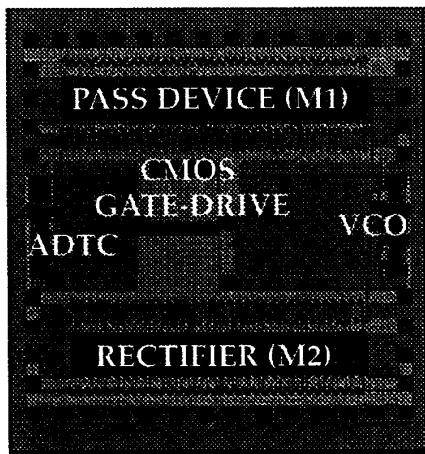 PASS DEVICE (M1)
CMOS
GATE-DRIVE
VCO
ADTC
RECTIFIER (M2)